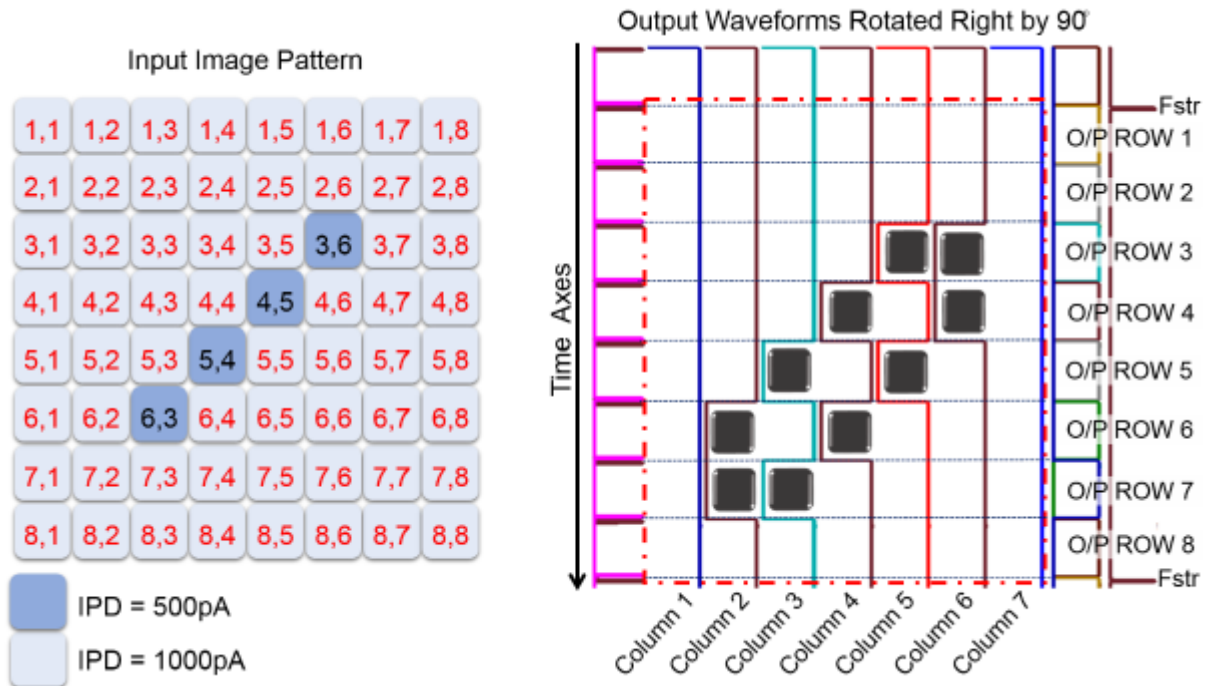 Input Image Pattern
1,1 1,2 1,3 1,4 1,5 1,6 1,7 1,8
2,1 2,2 2,3 2,4 2,5 2,6 2,7 2,8
3,1 3,2 3,3 3,4 3,5 3,6 3,7 3,8
4,1 4,2 4,3 4,4 4,5 4,6 4,7 4,8
5,1 5,2 5,3 5,4 5,5 5,6 5,7 5,8
6,1 6,2 6,3 6,4 6,5 6,6 6,7 6,8
7,1 7,2 7,3 7,4 7,5 7,6 7,7 7,8
8,1 8,2 8,3 8,4 8,5 8,6 8,7 8,8
IPD = 500pA
IPD = 1000pA
Output Waveforms Rotated Right by 90°
Time Axes
Fstr
O/P ROW 1
O/P ROW 2
O/P ROW 3
O/P ROW 4
O/P ROW 5
O/P ROW 6
O/P ROW 7
O/P ROW 8
Fstr
Column 1
Column 2
Column 3
Column 4
Column 5
Column 6
Column 7